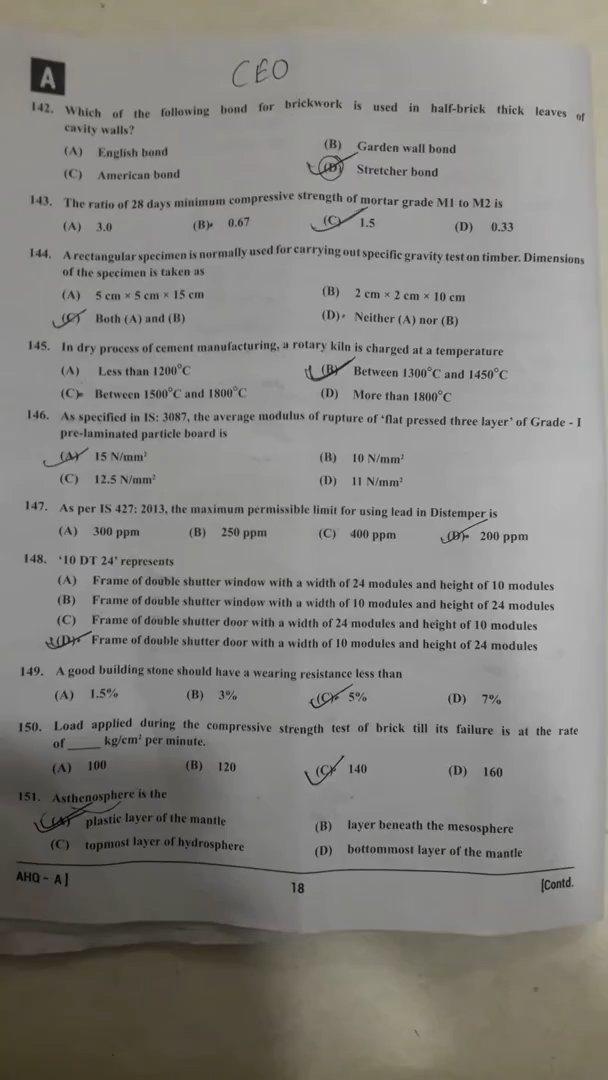 A
CEO
142. Which of the following bond for brickwork is used in half-brick thick leaves of
cavity walls?
(A) English bond (B) Garden wall bond
(C) American bond (D) Stretcher bond
143. The ratio of 28 days minimum compressive strength of mortar grade M1 to M2 is
(A) 3.0 (B) 0.67 (C) 1.5 (D) 0.33
144. A rectangular specimen is normally used for carrying out specific gravity test on timber. Dimensions
of the specimen is taken as
(A) 5 cm × 5 cm × 15 cm (B) 2 cm × 2 cm × 10 cm
(C) Both (A) and (B) (D) Neither (A) nor (B)
145. In dry process of cement manufacturing, a rotary kiln is charged at a temperature
(A) Less than 1200°C (B) Between 1300°C and 1450°C
(C) Between 1500°C and 1800°C (D) More than 1800°C
146. As specified in IS: 3087, the average modulus of rupture of ‘flat pressed three layer’ of Grade - I
pre-laminated particle board is
(A) 15 N/mm² (B) 10 N/mm²
(C) 12.5 N/mm² (D) 11 N/mm²
147. As per IS 427: 2013, the maximum permissible limit for using lead in Distemper is
(A) 300 ppm (B) 250 ppm (C) 400 ppm (D) 200 ppm
148. ‘10 DT 24’ represents
(A) Frame of double shutter window with a width of 24 modules and height of 10 modules
(B) Frame of double shutter window with a width of 10 modules and height of 24 modules
(C) Frame of double shutter door with a width of 24 modules and height of 10 modules
(D) Frame of double shutter door with a width of 10 modules and height of 24 modules
149. A good building stone should have a wearing resistance less than
(A) 1.5% (B) 3% (C) 5% (D) 7%
150. Load applied during the compressive strength test of brick till its failure is at the rate
of _____ kg/cm² per minute.
(A) 100 (B) 120 (C) 140 (D) 160
151. Asthenosphere is the
(A) plastic layer of the mantle (B) layer beneath the mesosphere
(C) topmost layer of hydrosphere (D) bottommost layer of the mantle
AHQ - A] 18 [Contd.